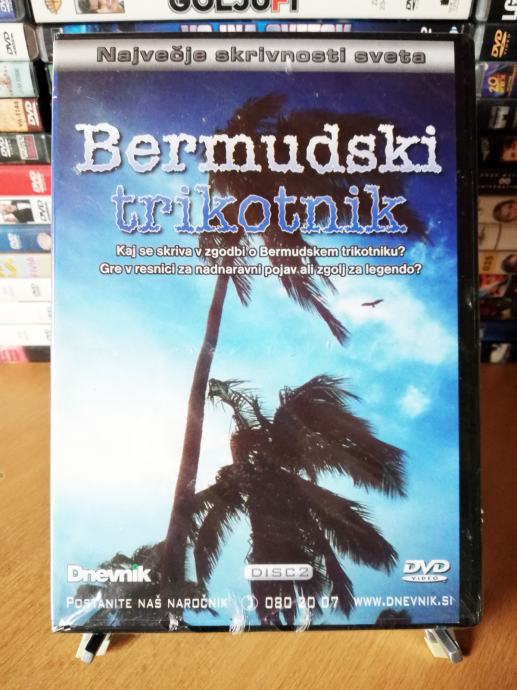 GOLJUFI
Največje skrivnosti sveta
Bermudski
trikotnik
Kaj se skriva v zgodbi o Bermudskem trikotniku?
Gre v resnici za nadnaravni pojav ali zgolj za legendo?
Dnevnik
DISC 2
DVD
VIDEO
POSTANITE NAŠ NAROČNIK 080 20 07 WWW.DNEVNIK.SI